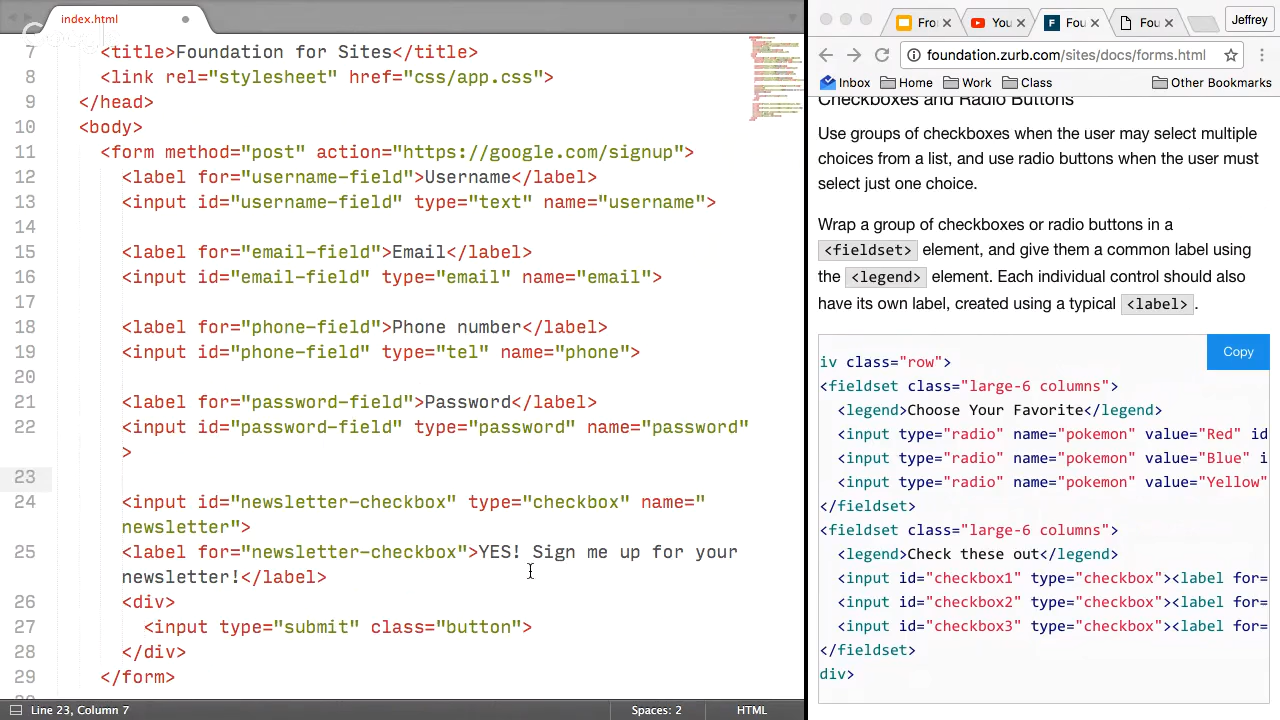 index.html
Google
7 <title>Foundation for Sites</title>
8 <link rel="stylesheet" href="css/app.css">
9 </head>
10 <body>
11 <form method="post" action="https://google.com/signup">
12 <label for="username-field">Username</label>
13 <input id="username-field" type="text" name="username">
14
15 <label for="email-field">Email</label>
16 <input id="email-field" type="email" name="email">
17
18 <label for="phone-field">Phone number</label>
19 <input id="phone-field" type="tel" name="phone">
20
21 <label for="password-field">Password</label>
22 <input id="password-field" type="password" name="password"
>
23
24 <input id="newsletter-checkbox" type="checkbox" name="
newsletter">
25 <label for="newsletter-checkbox">YES! Sign me up for your
newsletter!</label>
26 <div>
27 <input type="submit" class="button">
28 </div>
29 </form>
Line 23, Column 7
Spaces: 2
HTML
Fro
You
Fou
Fou
Jeffrey
foundation.zurb.com/sites/docs/forms.html
Inbox Home Work Class Other Bookmarks
Checkboxes and Radio Buttons
Use groups of checkboxes when the user may select multiple
choices from a list, and use radio buttons when the user must
select just one choice.
Wrap a group of checkboxes or radio buttons in a
<fieldset> element, and give them a common label using
the <legend> element. Each individual control should also
have its own label, created using a typical <label>.
Copy
iv class="row">
<fieldset class="large-6 columns">
<legend>Choose Your Favorite</legend>
<input type="radio" name="pokemon" value="Red" id
<input type="radio" name="pokemon" value="Blue" i
<input type="radio" name="pokemon" value="Yellow"
</fieldset>
<fieldset class="large-6 columns">
<legend>Check these out</legend>
<input id="checkbox1" type="checkbox"><label for=
<input id="checkbox2" type="checkbox"><label for=
<input id="checkbox3" type="checkbox"><label for=
</fieldset>
div>